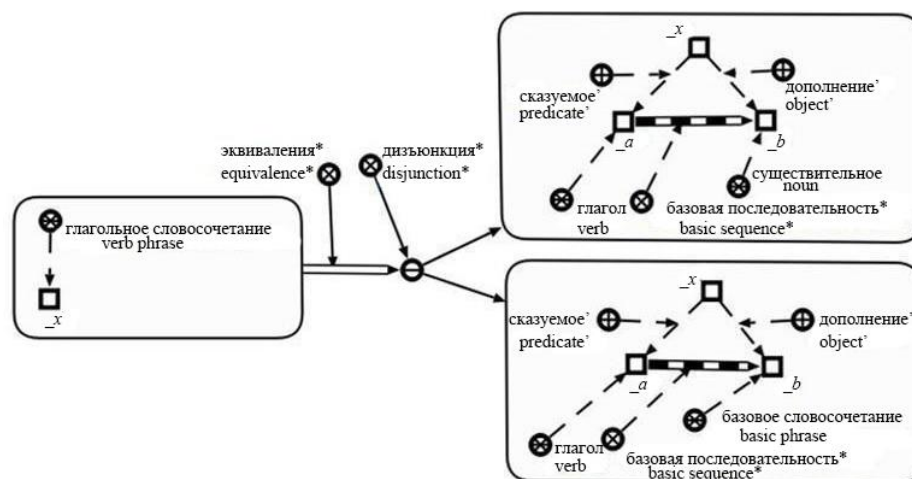 глагольное словосочетание
verb phrase
_x
эквиваления*
equivalence*
дизъюнкция*
disjunction*
_x
сказуемое'
predicate'
дополнение'
object'
_a
_b
глагол
verb
базовая последовательность*
basic sequence*
существительное
noun
_x
сказуемое'
predicate'
дополнение'
object'
_a
_b
глагол
verb
базовая последовательность*
basic sequence*
базовое словосочетание
basic phrase